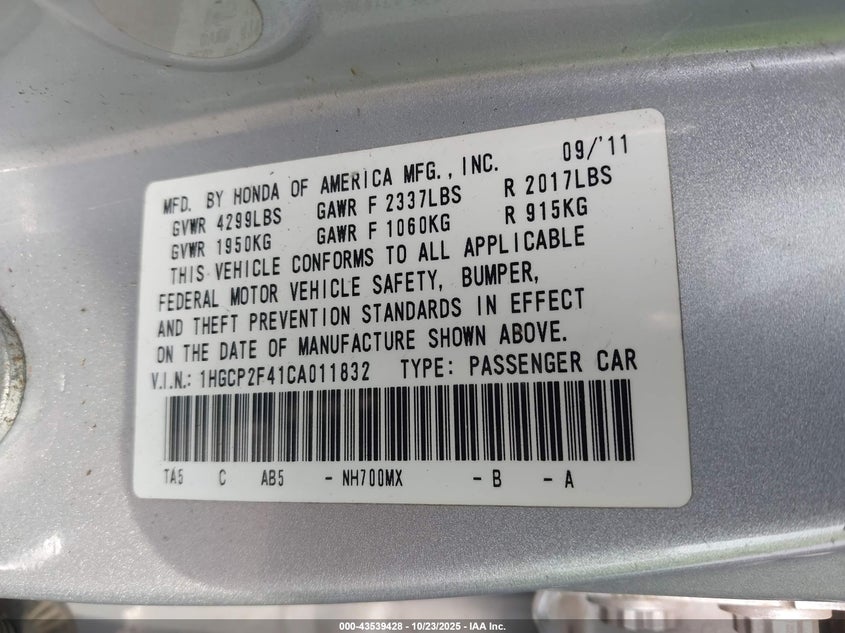 MFD. BY HONDA OF AMERICA MFG., INC. 09/'11
GVWR 4299LBS GAWR F 2337LBS R 2017LBS
GVWR 1950KG GAWR F 1060KG R 915KG
THIS VEHICLE CONFORMS TO ALL APPLICABLE
FEDERAL MOTOR VEHICLE SAFETY, BUMPER,
AND THEFT PREVENTION STANDARDS IN EFFECT
ON THE DATE OF MANUFACTURE SHOWN ABOVE.
V.I.N.: 1HGCP2F41CA011832 TYPE: PASSENGER CAR
TA5 C AB5 - NH700MX - B - A
000-43539428 - 10/23/2025 - IAA Inc.